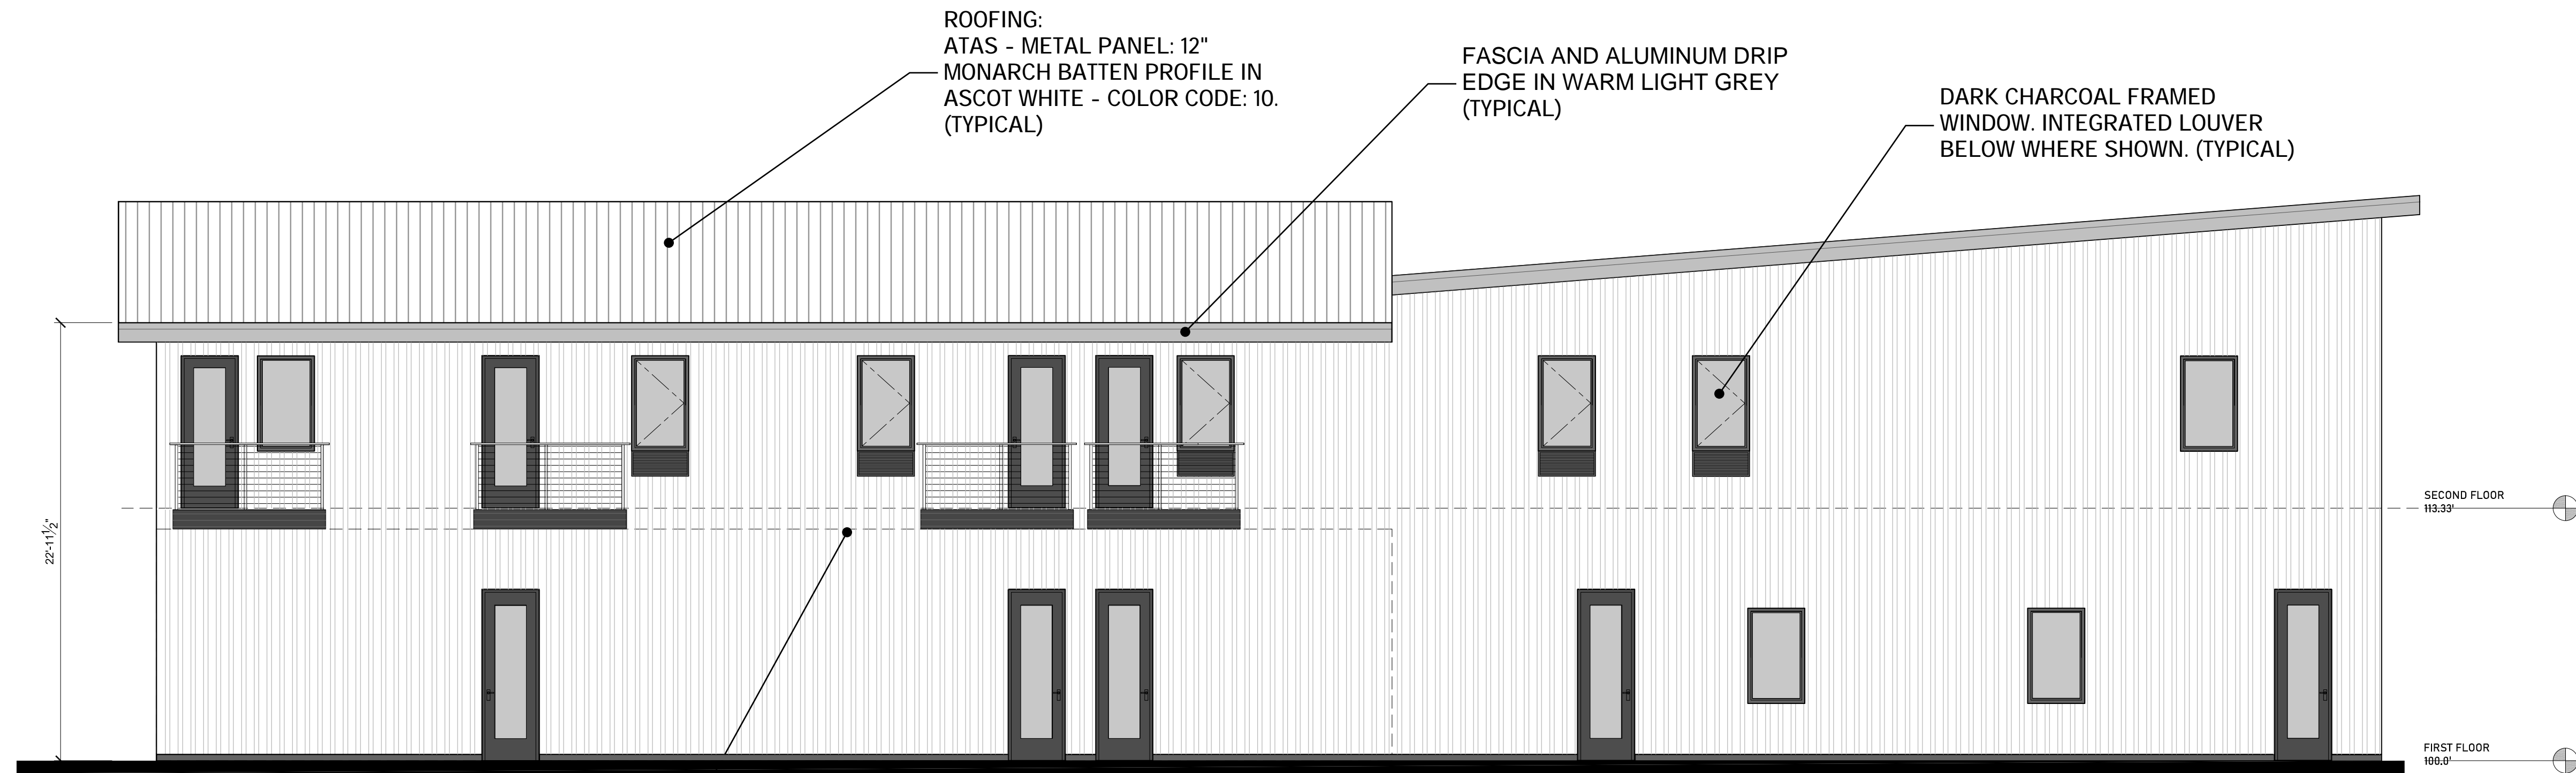 ROOFING:
ATAS - METAL PANEL: 12"
MONARCH BATTEN PROFILE IN
ASCOT WHITE - COLOR CODE: 10.
(TYPICAL)
FASCIA AND ALUMINUM DRIP
EDGE IN WARM LIGHT GREY
(TYPICAL)
DARK CHARCOAL FRAMED
WINDOW. INTEGRATED LOUVER
BELOW WHERE SHOWN. (TYPICAL)
22'-11 1/2"
SECOND FLOOR
113.33'
FIRST FLOOR
100.0'